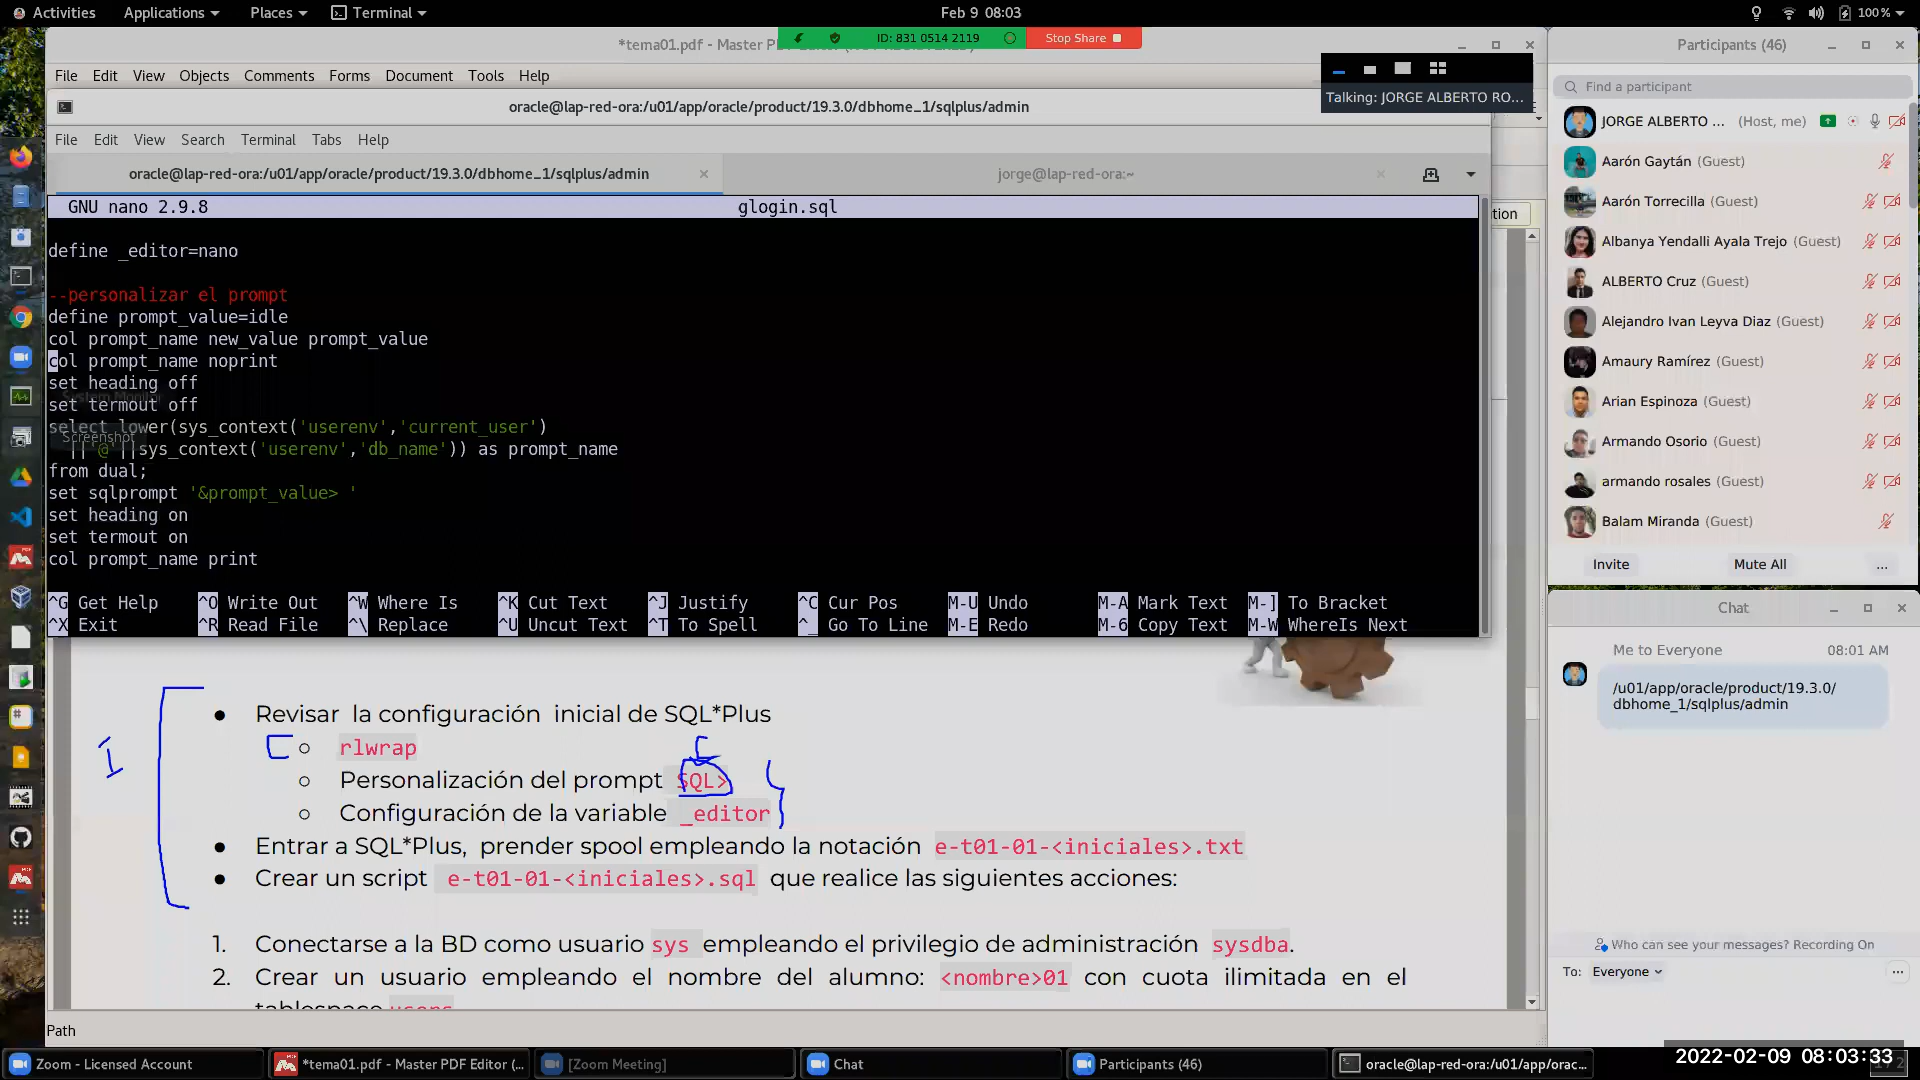 Activities
Applications
Places
Terminal
Feb 9 08:03
100%
*tema01.pdf - Master P
ID: 831 0514 2119
Stop Share
File Edit View Objects Comments Forms Document Tools Help
Talking: JORGE ALBERTO RO...
oracle@lap-red-ora:/u01/app/oracle/product/19.3.0/dbhome_1/sqlplus/admin
File Edit View Search Terminal Tabs Help
oracle@lap-red-ora:/u01/app/oracle/product/19.3.0/dbhome_1/sqlplus/admin
jorge@lap-red-ora:~
GNU nano 2.9.8
glogin.sql
tion
define _editor=nano
--personalizar el prompt
define prompt_value=idle
col prompt_name new_value prompt_value
col prompt_name noprint
set heading off
System Monitor
set termout off
select lower(sys_context('userenv','current_user')
Screenshot
||'@'||sys_context('userenv','db_name')) as prompt_name
from dual;
set sqlprompt '&prompt_value> '
set heading on
set termout on
col prompt_name print
^G Get Help ^O Write Out ^W Where Is ^K Cut Text ^J Justify ^C Cur Pos M-U Undo M-A Mark Text M-] To Bracket
^X Exit ^R Read File ^\ Replace ^U Uncut Text ^T To Spell ^_ Go To Line M-E Redo M-6 Copy Text M-W WhereIs Next
I
● Revisar la configuración inicial de SQL*Plus
○ rlwrap
○ Personalización del prompt SQL>
○ Configuración de la variable _editor
● Entrar a SQL*Plus, prender spool empleando la notación e-t01-01-<iniciales>.txt
● Crear un script e-t01-01-<iniciales>.sql que realice las siguientes acciones:
1. Conectarse a la BD como usuario sys empleando el privilegio de administración sysdba.
2. Crear un usuario empleando el nombre del alumno: <nombre>01 con cuota ilimitada en el
tablespace users
Path
Participants (46)
Find a participant
JORGE ALBERTO ... (Host, me)
Aarón Gaytán (Guest)
Aarón Torrecilla (Guest)
Albanya Yendalli Ayala Trejo (Guest)
ALBERTO Cruz (Guest)
Alejandro Ivan Leyva Diaz (Guest)
Amaury Ramírez (Guest)
Arian Espinoza (Guest)
Armando Osorio (Guest)
armando rosales (Guest)
Balam Miranda (Guest)
Invite
Mute All
...
Chat
Me to Everyone
08:01 AM
/u01/app/oracle/product/19.3.0/
dbhome_1/sqlplus/admin
Who can see your messages? Recording On
To: Everyone
Zoom - Licensed Account
*tema01.pdf - Master PDF Editor (...
[Zoom Meeting]
Chat
Participants (46)
oracle@lap-red-ora:/u01/app/orac...
2022-02-09 08:03:33